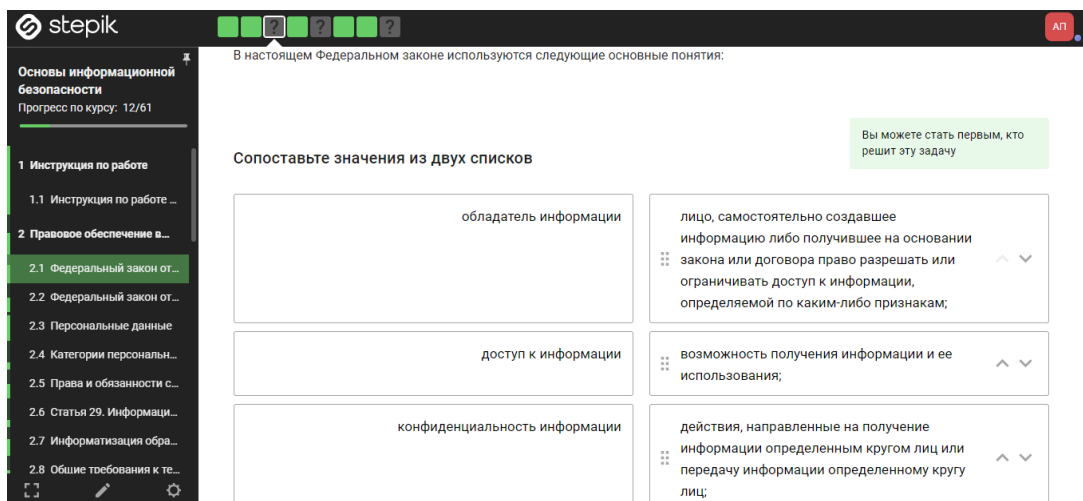 stepik
? ? ?
АП
Основы информационной
безопасности
Прогресс по курсу: 12/61
1 Инструкция по работе
1.1 Инструкция по работе ...
2 Правовое обеспечение в...
2.1 Федеральный закон от...
2.2 Федеральный закон от...
2.3 Персональные данные
2.4 Категории персональн...
2.5 Права и обязанности с...
2.6 Статья 29. Информаци...
2.7 Информатизация обра...
2.8 Общие требования к те...
В настоящем Федеральном законе используются следующие основные понятия:
Вы можете стать первым, кто
решит эту задачу
Сопоставьте значения из двух списков
обладатель информации
лицо, самостоятельно создавшее
информацию либо получившее на основании
закона или договора право разрешать или
ограничивать доступ к информации,
определяемой по каким-либо признакам;
доступ к информации
возможность получения информации и ее
использования;
конфиденциальность информации
действия, направленные на получение
информации определенным кругом лиц или
передачу информации определенному кругу
лиц;